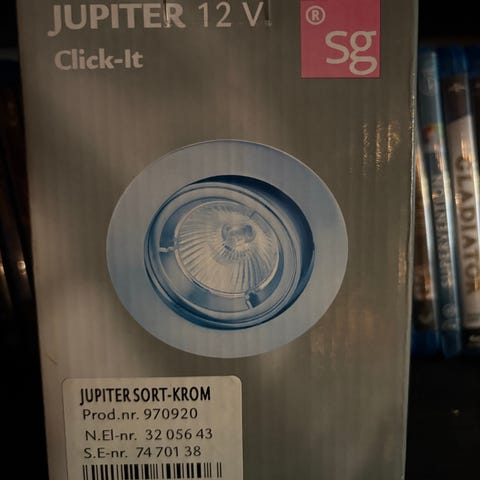 JUPITER 12 V
® sg
Click-It
JUPITER SORT-KROM
Prod.nr. 970920
N.El-nr. 32 056 43
S.E-nr. 74 701 38
GLADIATOR